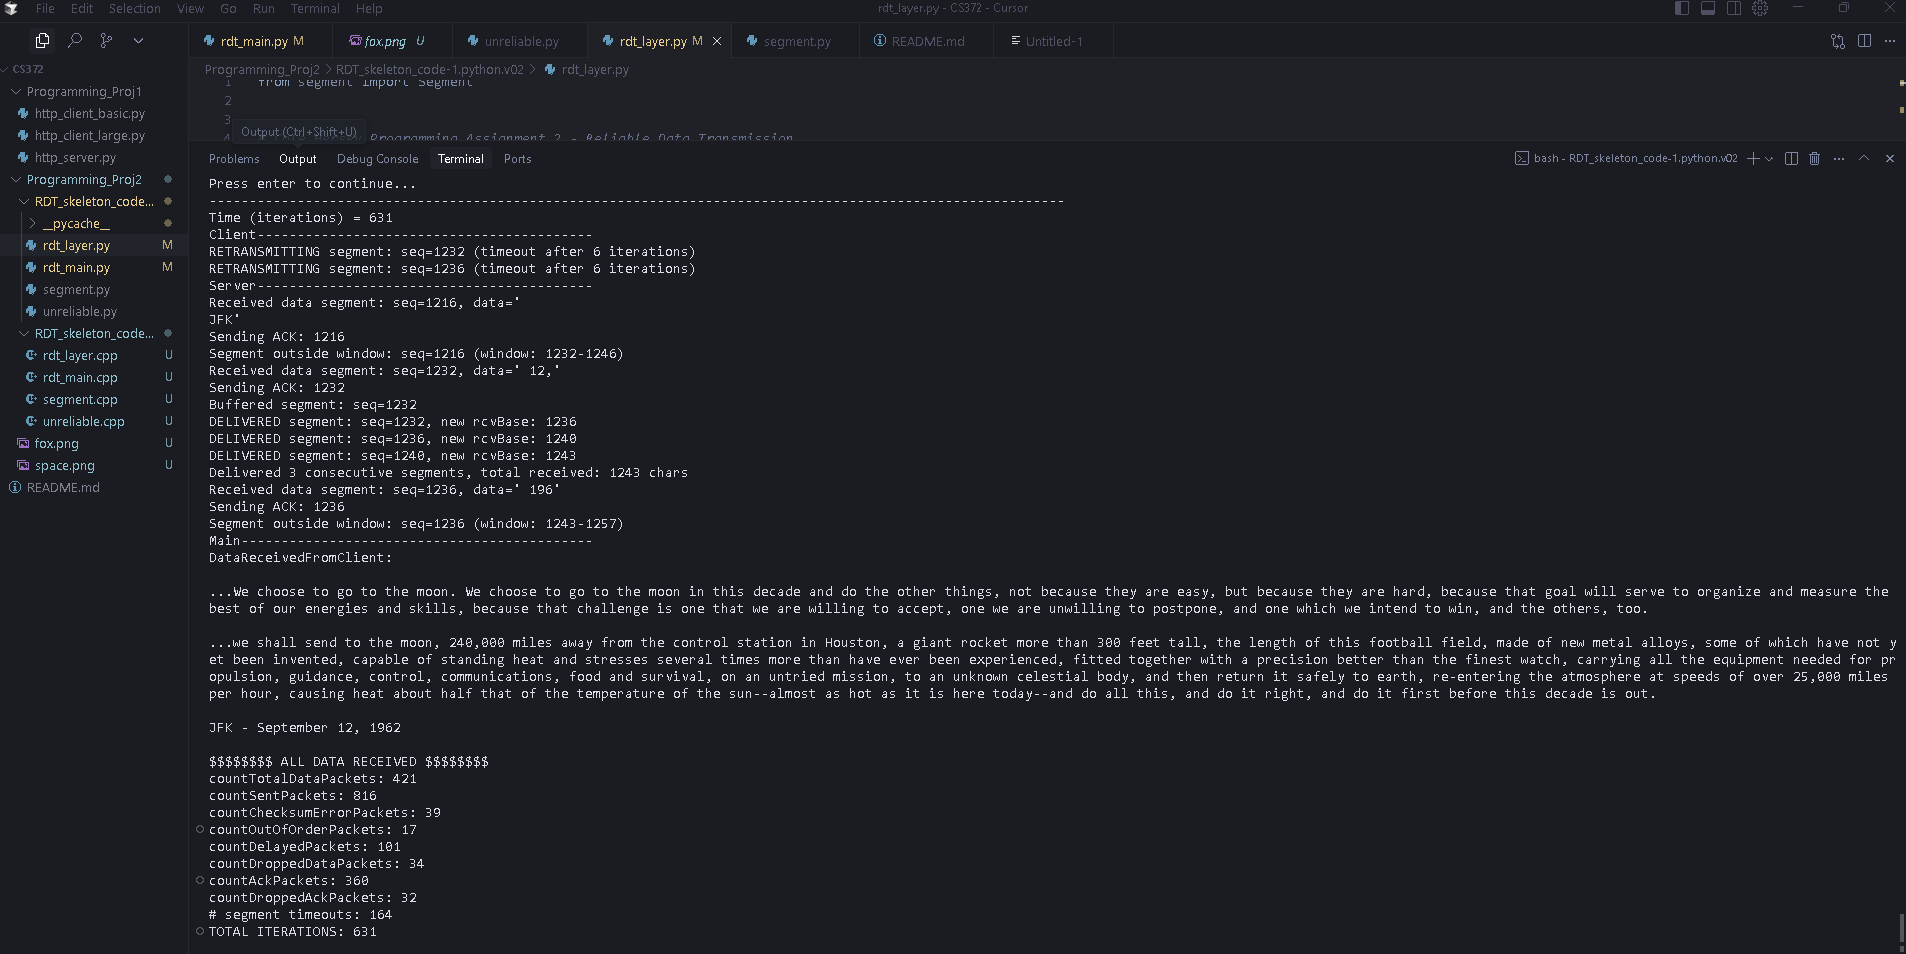 File Edit Selection View Go Run Terminal Help
rdt_layer.py - CS372 - Cursor
rdt_main.py M
fox.png U
unreliable.py
rdt_layer.py M
segment.py
README.md
Untitled-1
CS372
Programming_Proj1
http_client_basic.py
http_client_large.py
http_server.py
Programming_Proj2
RDT_skeleton_code...
__pycache__
rdt_layer.py M
rdt_main.py M
segment.py
unreliable.py
RDT_skeleton_code...
rdt_layer.cpp U
rdt_main.cpp U
segment.cpp U
unreliable.cpp U
fox.png U
space.png U
README.md
Programming_Proj2 > RDT_skeleton_code-1.python.v02 > rdt_layer.py
1 from segment import Segment
2
3
4 Programming Assignment 2 - Reliable Data Transmission
Output (Ctrl+Shift+U)
Problems Output Debug Console Terminal Ports
bash - RDT_skeleton_code-1.python.v02
Press enter to continue...
-----------------------------------------------------------------------------------------------------------
Time (iterations) = 631
Client------------------------------------------
RETRANSMITTING segment: seq=1232 (timeout after 6 iterations)
RETRANSMITTING segment: seq=1236 (timeout after 6 iterations)
Server------------------------------------------
Received data segment: seq=1216, data='
JFK'
Sending ACK: 1216
Segment outside window: seq=1216 (window: 1232-1246)
Received data segment: seq=1232, data=' 12,'
Sending ACK: 1232
Buffered segment: seq=1232
DELIVERED segment: seq=1232, new rcvBase: 1236
DELIVERED segment: seq=1236, new rcvBase: 1240
DELIVERED segment: seq=1240, new rcvBase: 1243
Delivered 3 consecutive segments, total received: 1243 chars
Received data segment: seq=1236, data=' 196'
Sending ACK: 1236
Segment outside window: seq=1236 (window: 1243-1257)
Main--------------------------------------------
DataReceivedFromClient:
...We choose to go to the moon. We choose to go to the moon in this decade and do the other things, not because they are easy, but because they are hard, because that goal will serve to organize and measure the
best of our energies and skills, because that challenge is one that we are willing to accept, one we are unwilling to postpone, and one which we intend to win, and the others, too.
...we shall send to the moon, 240,000 miles away from the control station in Houston, a giant rocket more than 300 feet tall, the length of this football field, made of new metal alloys, some of which have not y
et been invented, capable of standing heat and stresses several times more than have ever been experienced, fitted together with a precision better than the finest watch, carrying all the equipment needed for pr
opulsion, guidance, control, communications, food and survival, on an untried mission, to an unknown celestial body, and then return it safely to earth, re-entering the atmosphere at speeds of over 25,000 miles
per hour, causing heat about half that of the temperature of the sun--almost as hot as it is here today--and do all this, and do it right, and do it first before this decade is out.
JFK - September 12, 1962
$$$$$$$$ ALL DATA RECEIVED $$$$$$$$
countTotalDataPackets: 421
countSentPackets: 816
countChecksumErrorPackets: 39
countOutOfOrderPackets: 17
countDelayedPackets: 101
countDroppedDataPackets: 34
countAckPackets: 360
countDroppedAckPackets: 32
# segment timeouts: 164
TOTAL ITERATIONS: 631